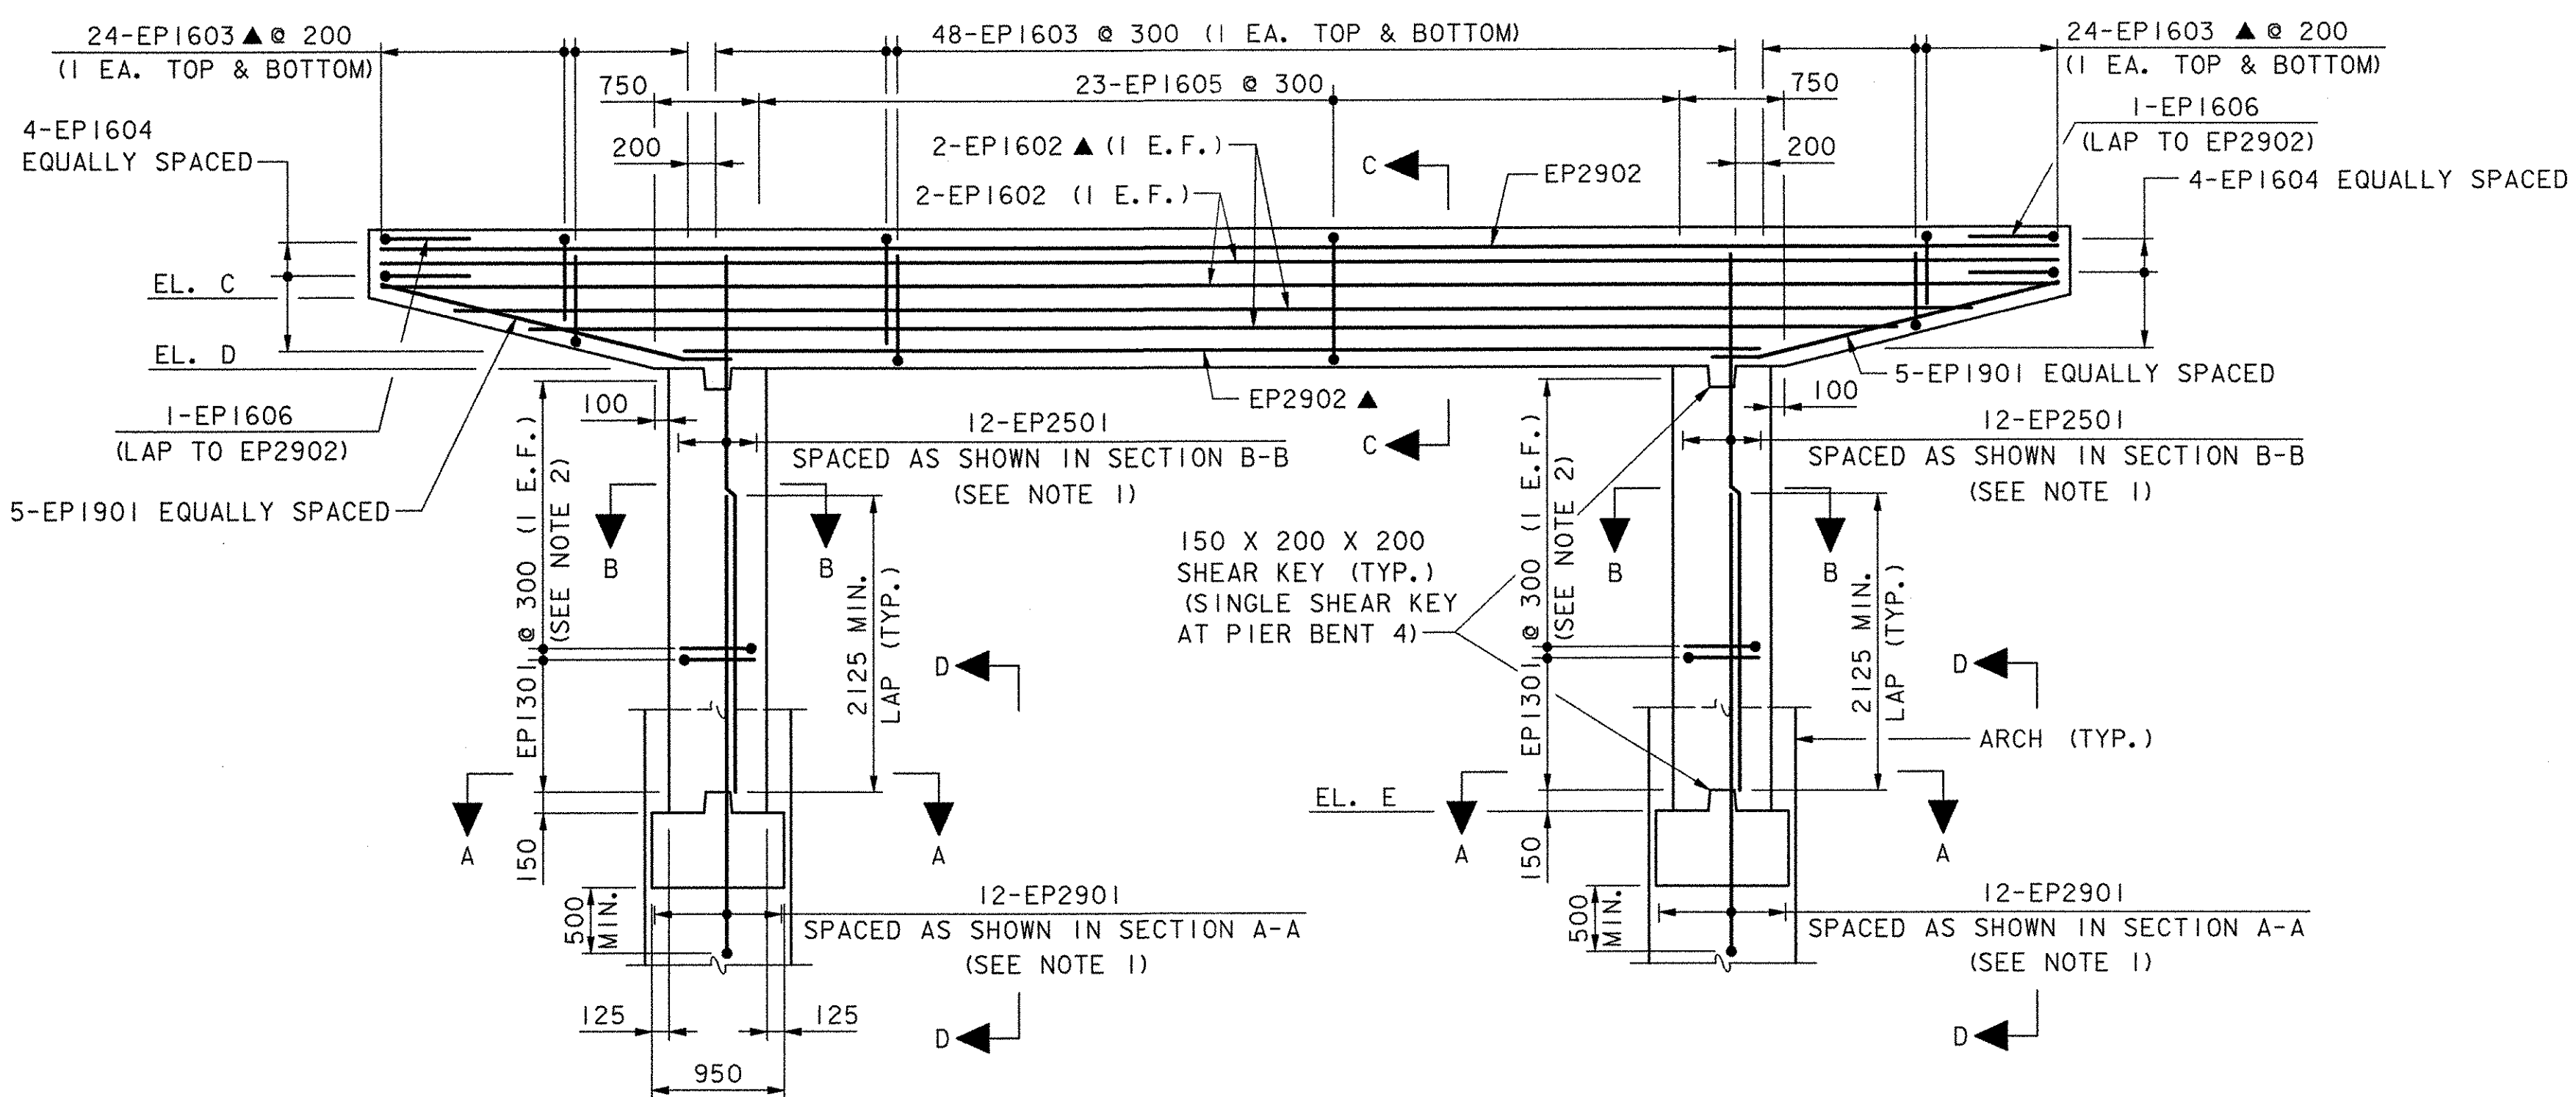 24-EP1603 ▲ @ 200
(1 EA. TOP & BOTTOM)
48-EP1603 @ 300 (1 EA. TOP & BOTTOM)
24-EP1603 ▲ @ 200
(1 EA. TOP & BOTTOM)
750
23-EP1605 @ 300
750
4-EP1604
EQUALLY SPACED
200
2-EP1602 ▲ (1 E.F.)
2-EP1602 (1 E.F.)
C
EP2902
200
1-EP1606
(LAP TO EP2902)
4-EP1604 EQUALLY SPACED
EL. C
EL. D
1-EP1606
(LAP TO EP2902)
5-EP1901 EQUALLY SPACED
100
EP2902 ▲
C
5-EP1901 EQUALLY SPACED
100
12-EP2501
SPACED AS SHOWN IN SECTION B-B
(SEE NOTE 1)
12-EP2501
SPACED AS SHOWN IN SECTION B-B
(SEE NOTE 1)
EP1301 @ 300 (1 E.F.)
(SEE NOTE 2)
B
B
2125 MIN.
LAP (TYP.)
150 X 200 X 200
SHEAR KEY (TYP.)
(SINGLE SHEAR KEY
AT PIER BENT 4)
EP1301 @ 300 (1 E.F.)
(SEE NOTE 2)
B
B
2125 MIN.
LAP (TYP.)
D
D
ARCH (TYP.)
EL. E
A
A
A
A
150
150
500
MIN.
12-EP2901
SPACED AS SHOWN IN SECTION A-A
(SEE NOTE 1)
500
MIN.
12-EP2901
SPACED AS SHOWN IN SECTION A-A
(SEE NOTE 1)
125
125
D
D
950